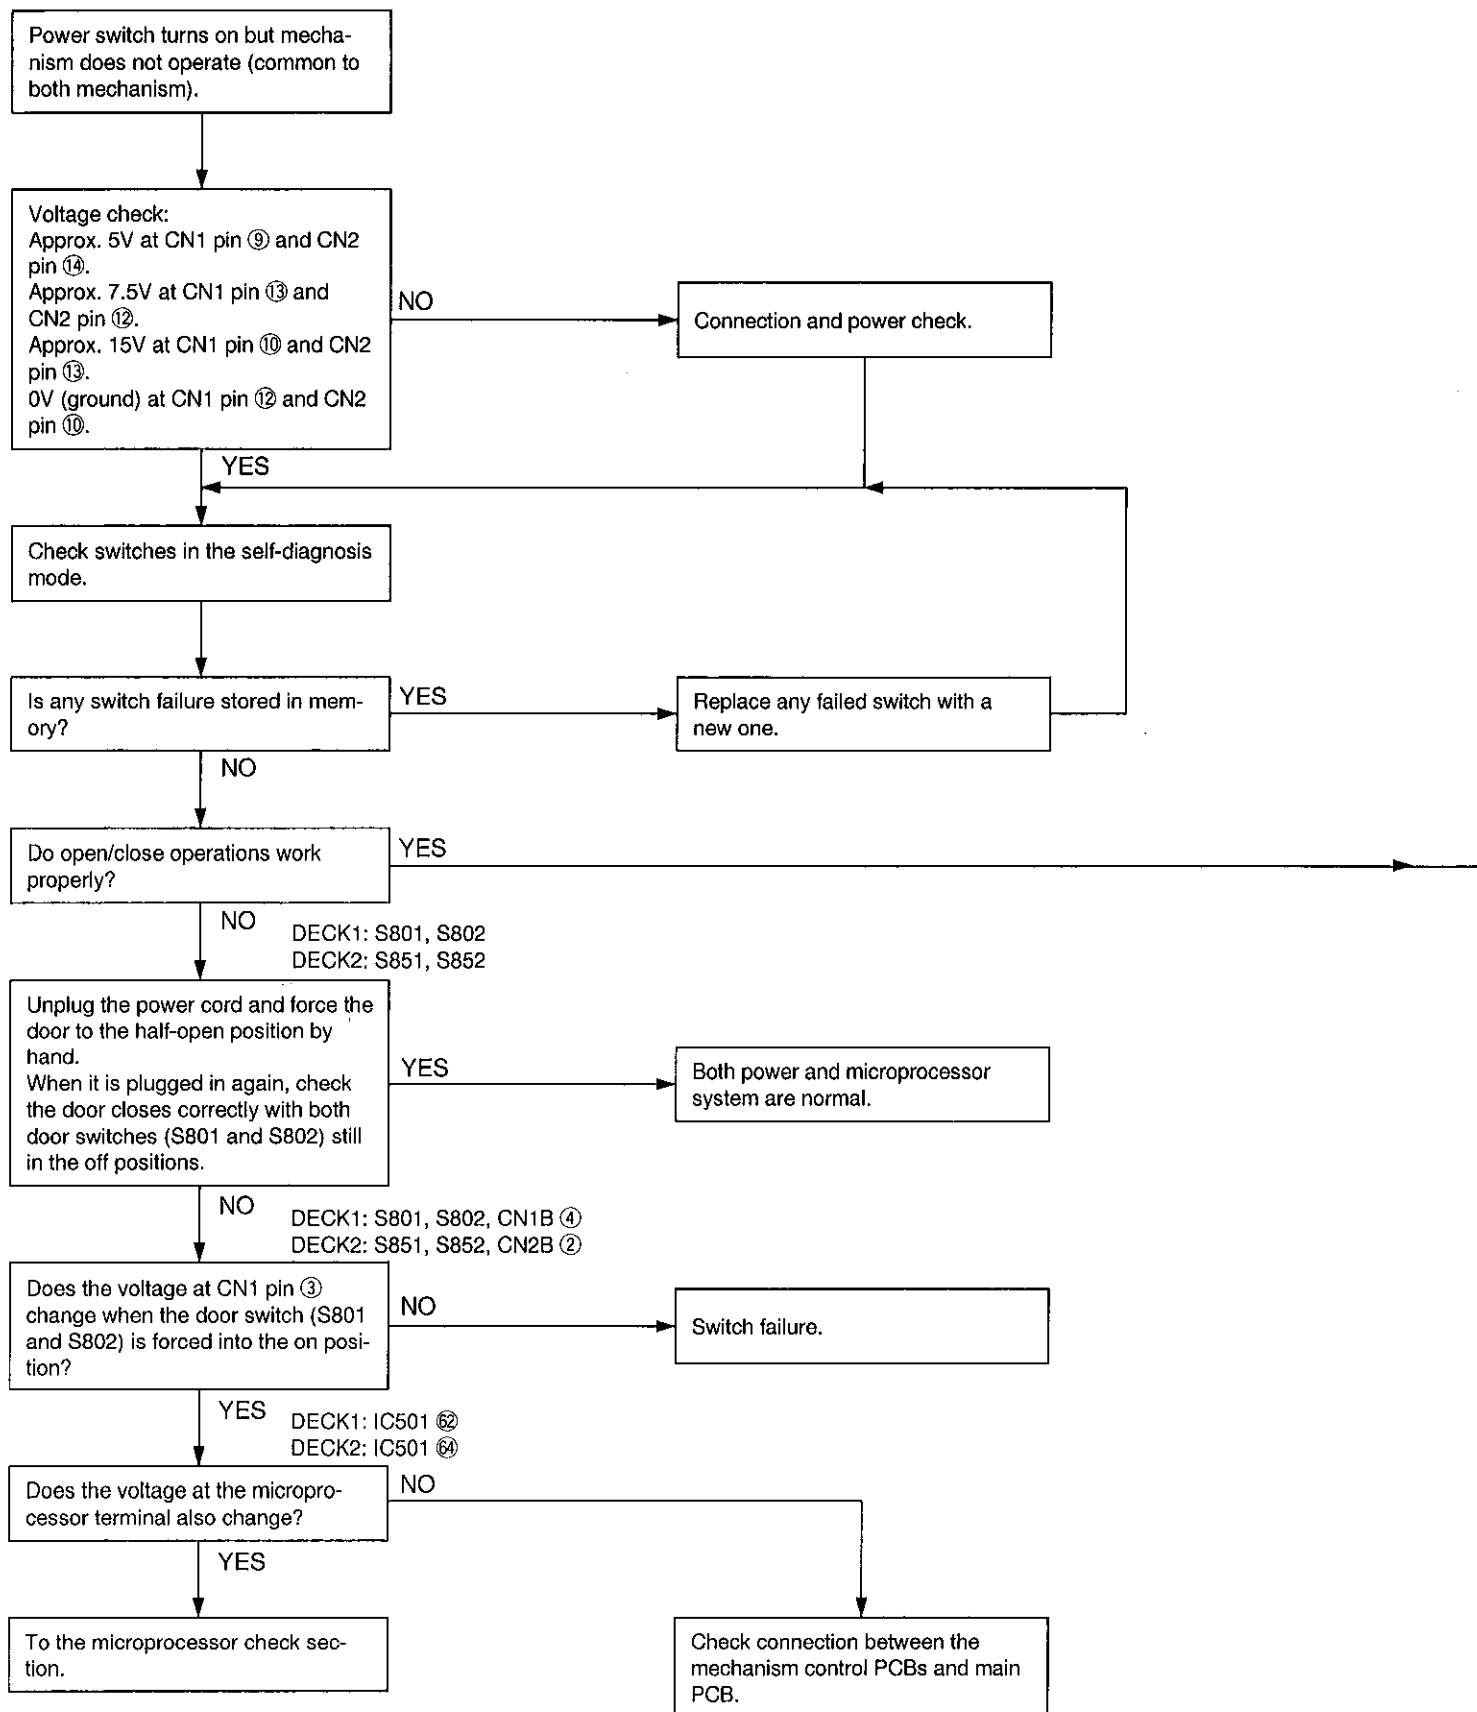 Power switch turns on but mecha-
nism does not operate (common to
both mechanism).
Voltage check:
Approx. 5V at CN1 pin ⑨ and CN2
pin ⑭.
Approx. 7.5V at CN1 pin ⑬ and
CN2 pin ⑫.
Approx. 15V at CN1 pin ⑩ and CN2
pin ⑬.
0V (ground) at CN1 pin ⑫ and CN2
pin ⑩.
NO
Connection and power check.
YES
Check switches in the self-diagnosis
mode.
Is any switch failure stored in mem-
ory?
YES
Replace any failed switch with a
new one.
NO
Do open/close operations work
properly?
YES
NO
DECK1: S801, S802
DECK2: S851, S852
Unplug the power cord and force the
door to the half-open position by
hand.
When it is plugged in again, check
the door closes correctly with both
door switches (S801 and S802) still
in the off positions.
YES
Both power and microprocessor
system are normal.
NO
DECK1: S801, S802, CN1B ④
DECK2: S851, S852, CN2B ②
Does the voltage at CN1 pin ③
change when the door switch (S801
and S802) is forced into the on posi-
tion?
NO
Switch failure.
YES
DECK1: IC501 62
DECK2: IC501 64
Does the voltage at the micropro-
cessor terminal also change?
NO
YES
To the microprocessor check sec-
tion.
Check connection between the
mechanism control PCBs and main
PCB.